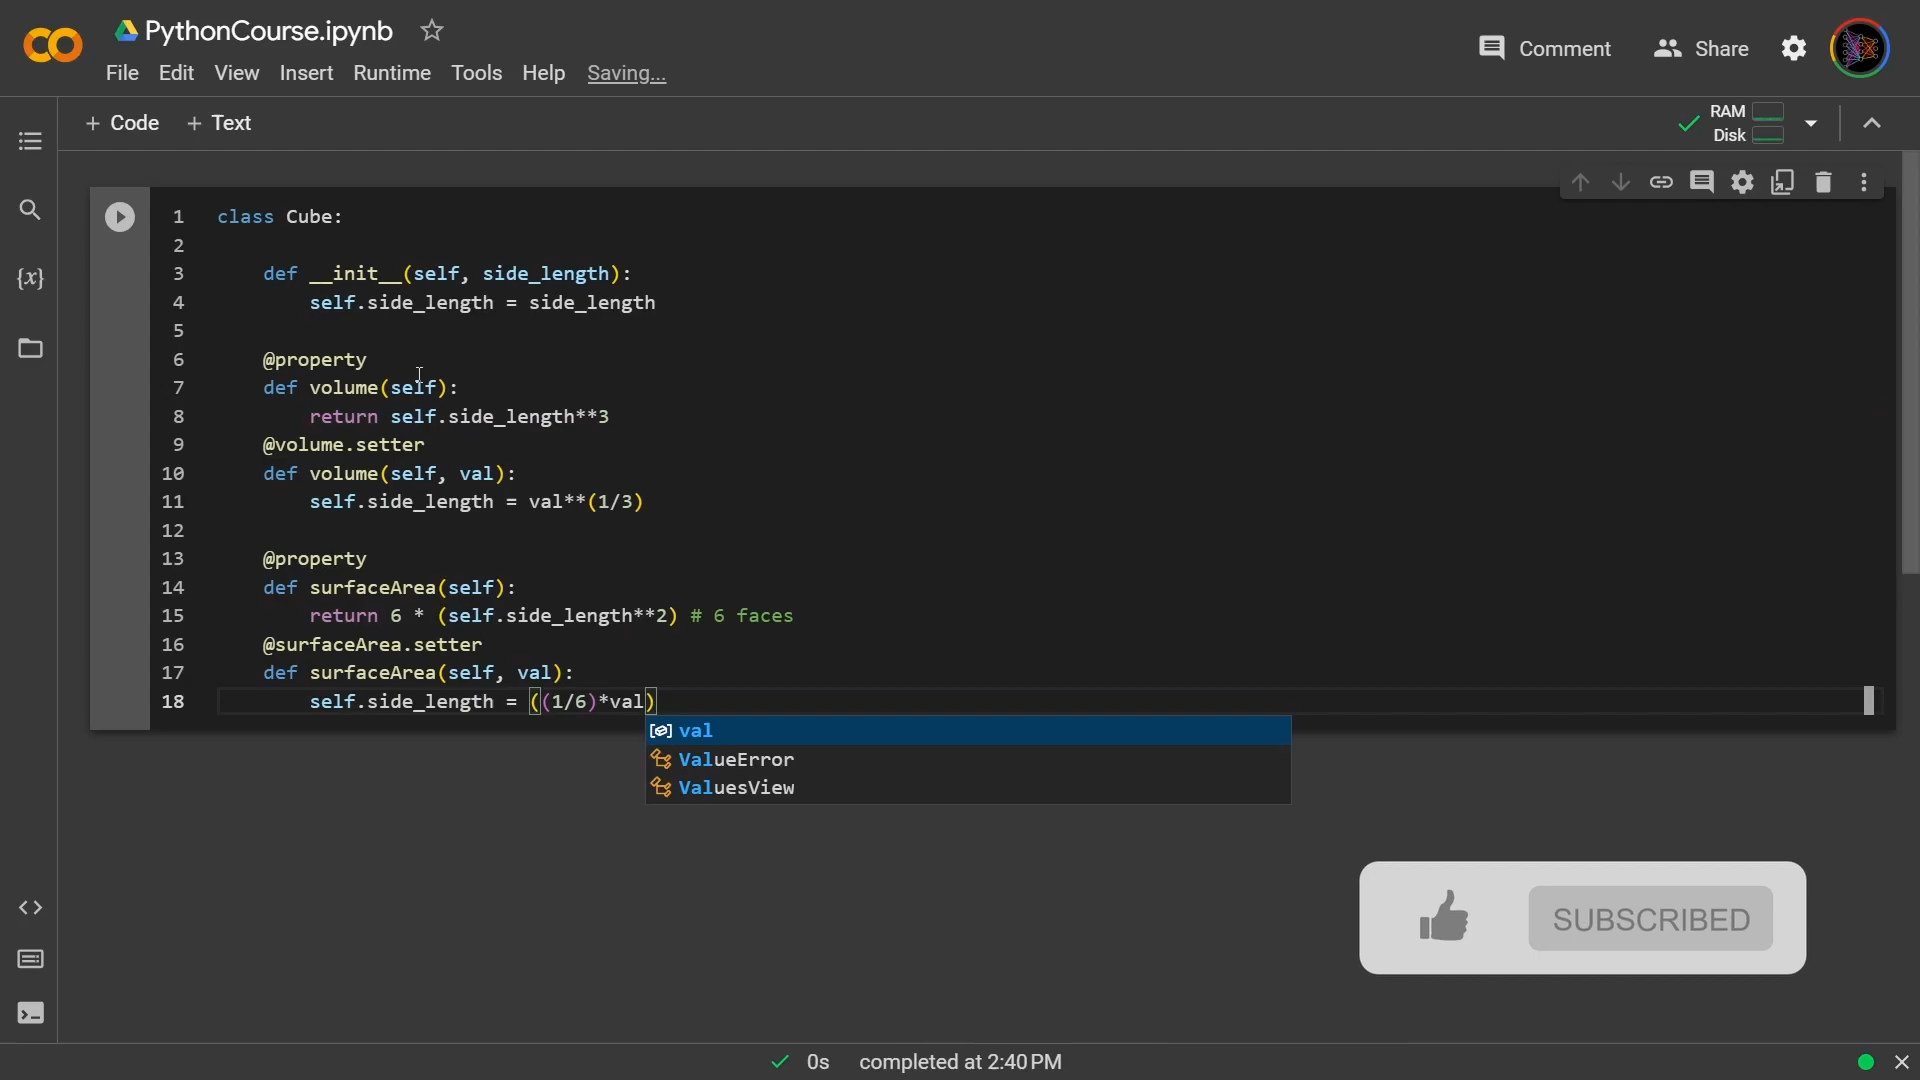 PythonCourse.ipynb
File Edit View Insert Runtime Tools Help Saving...
Comment Share
+ Code + Text
RAM
Disk
{x}
1 class Cube:
2
3 def __init__(self, side_length):
4 self.side_length = side_length
5
6 @property
7 def volume(self):
8 return self.side_length**3
9 @volume.setter
10 def volume(self, val):
11 self.side_length = val**(1/3)
12
13 @property
14 def surfaceArea(self):
15 return 6 * (self.side_length**2) # 6 faces
16 @surfaceArea.setter
17 def surfaceArea(self, val):
18 self.side_length = ((1/6)*val)
val
ValueError
ValuesView
SUBSCRIBED
0s completed at 2:40 PM